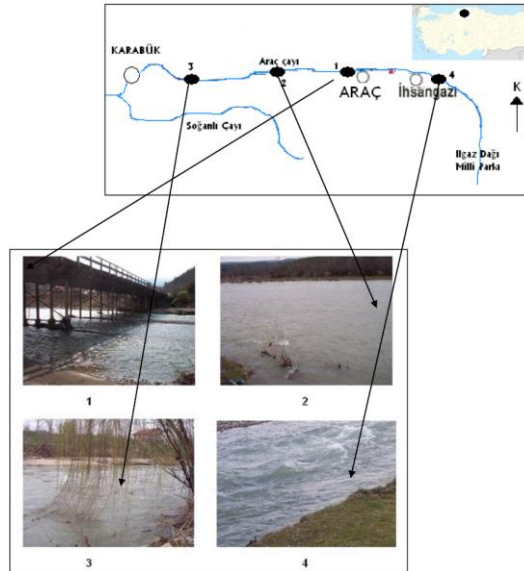 KARABÜK
3
Araç çayı
2
1
ARAÇ
İhsangazi
4
K
Soğanlı Çayı
Ilgaz Dağı
Milli Parkı
1
2
3
4